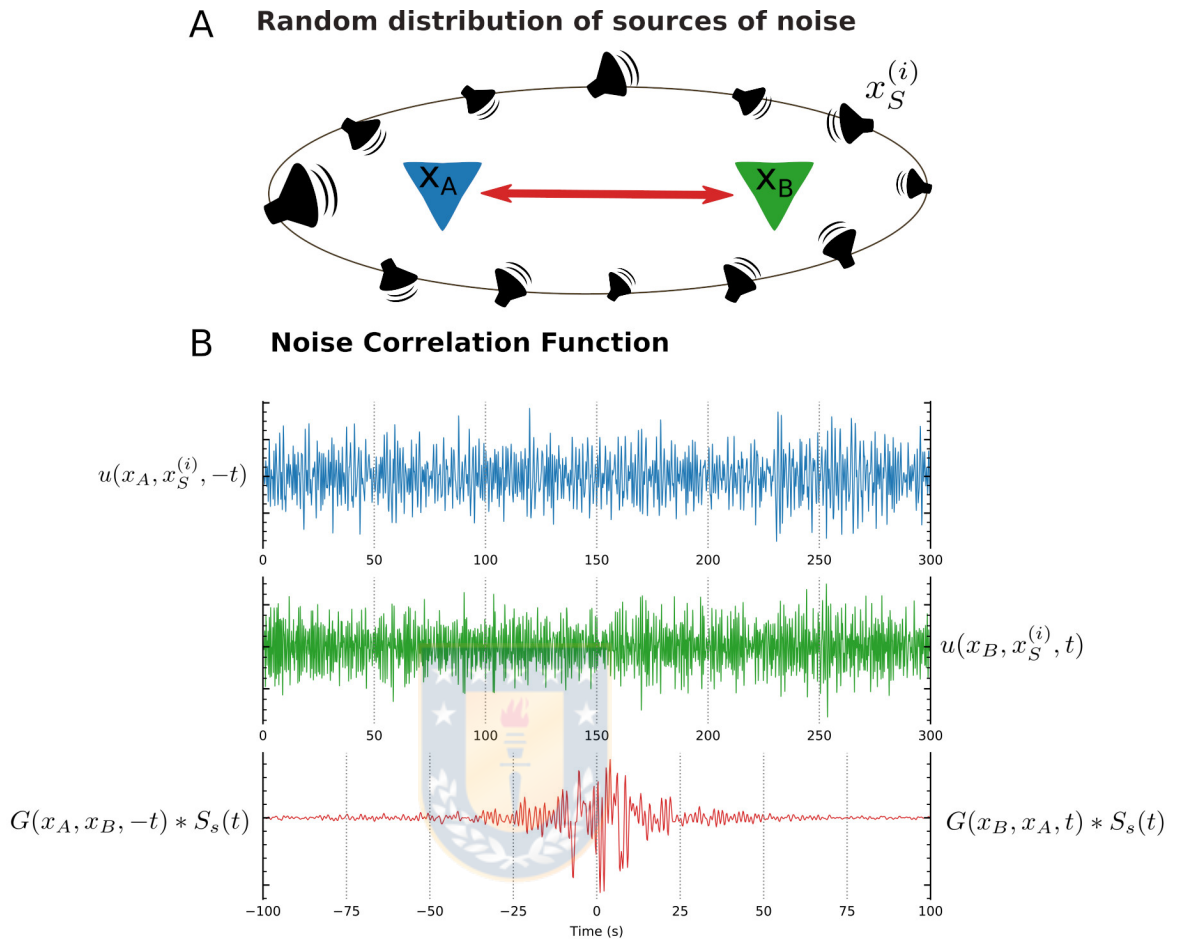 A Random distribution of sources of noise
x_S^{(i)}
x_A x_B
B Noise Correlation Function
u(x_A, x_S^{(i)}, -t)
0 50 100 150 200 250 300
u(x_B, x_S^{(i)}, t)
0 50 100 150 200 250 300
G(x_A, x_B, -t) * S_s(t) G(x_B, x_A, t) * S_s(t)
−100 −75 −50 −25 0 25 50 75 100
Time (s)